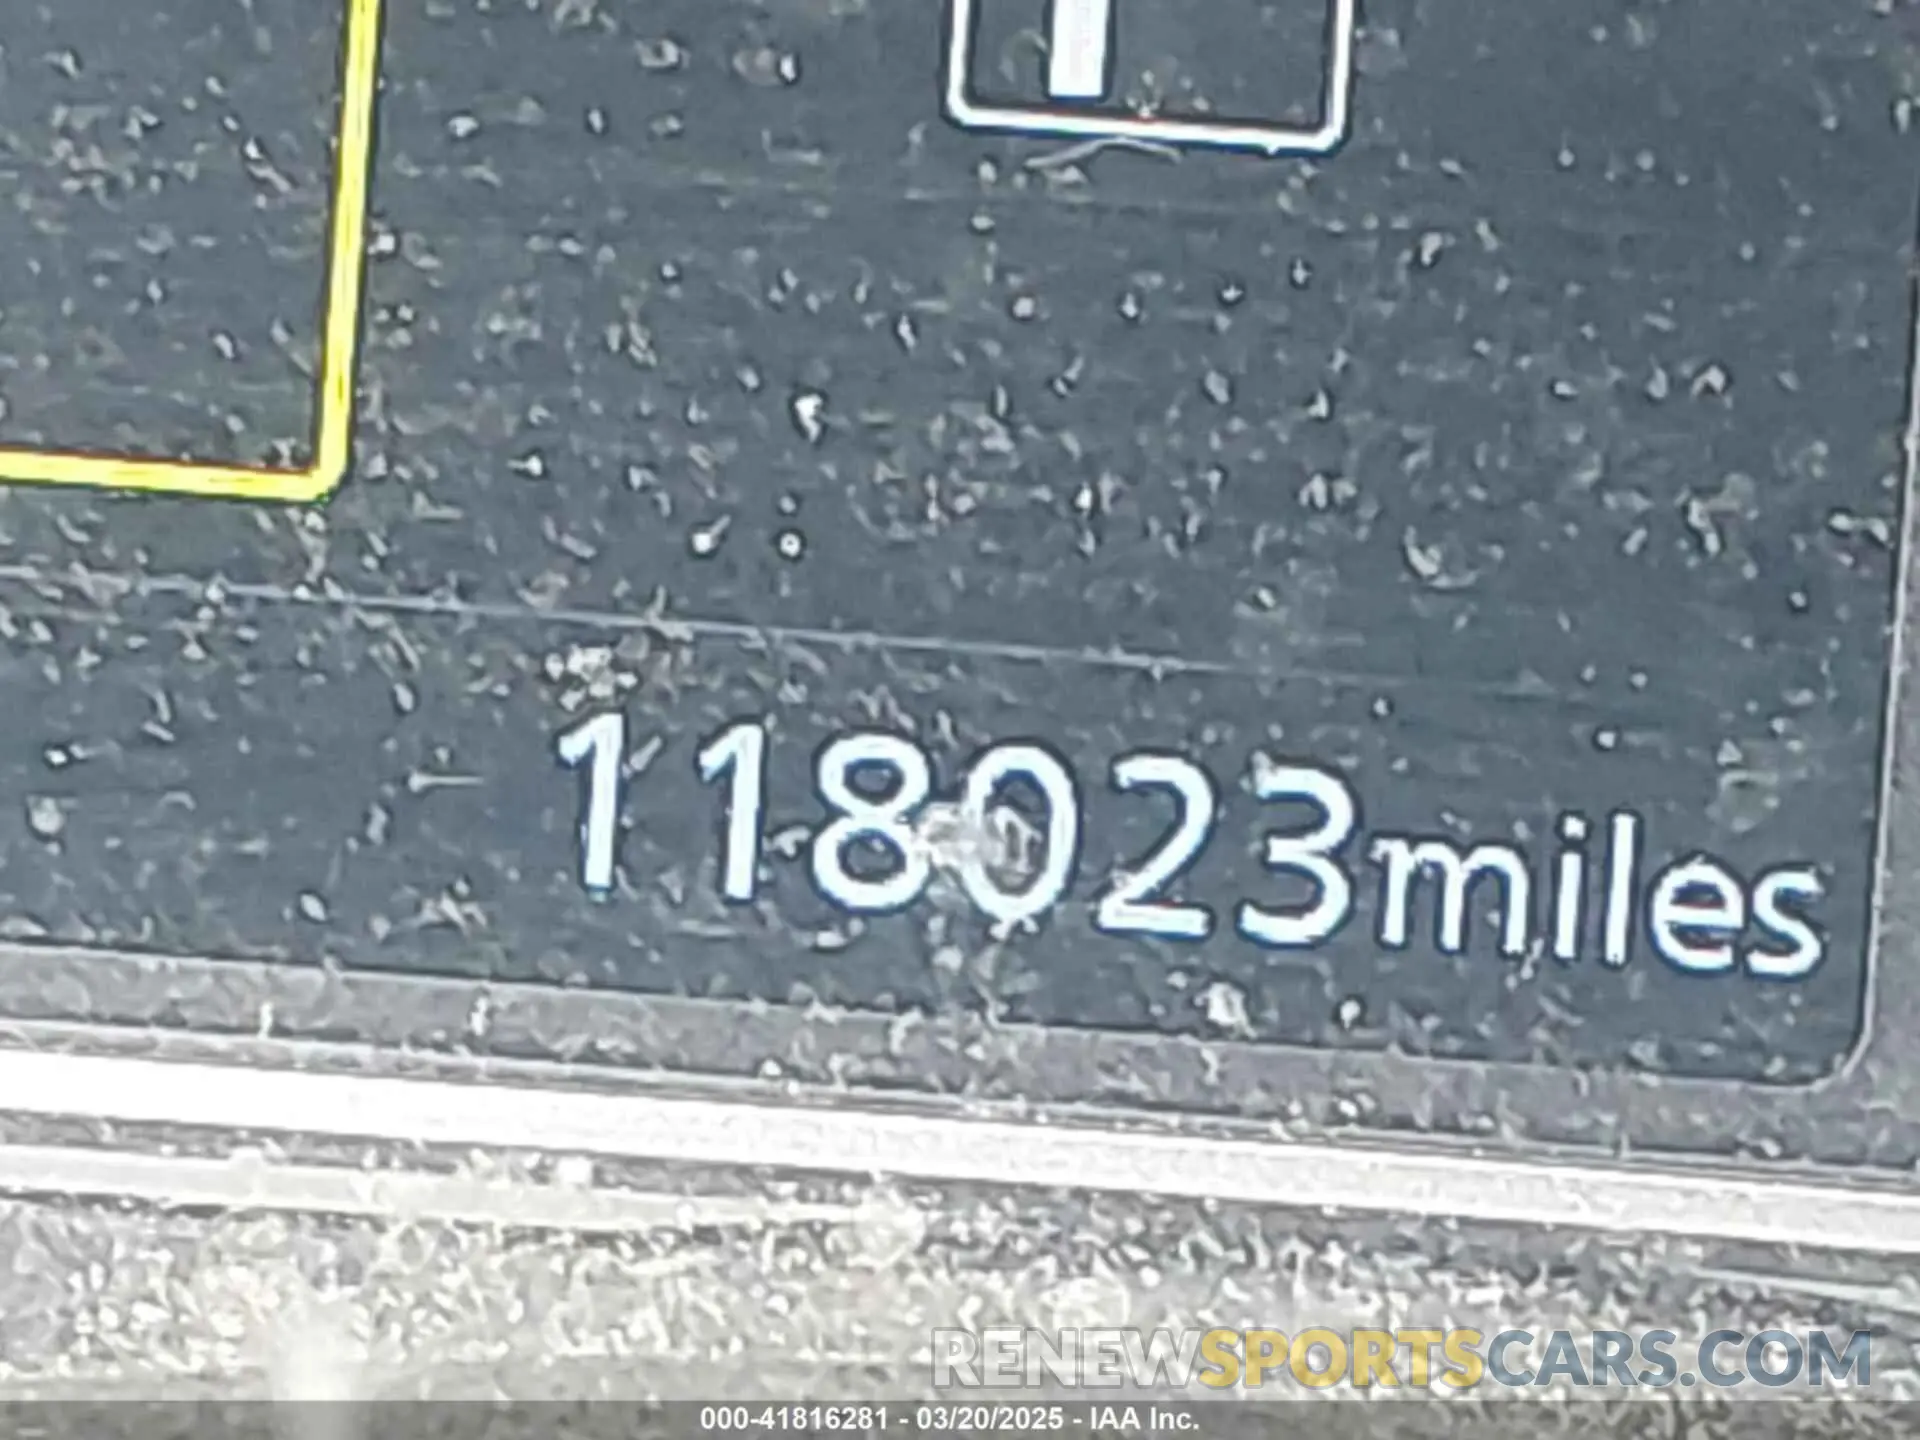 118023miles
RENEWSPORTSCARS.COM
000-41816281 - 03/20/2025 - IAA Inc.